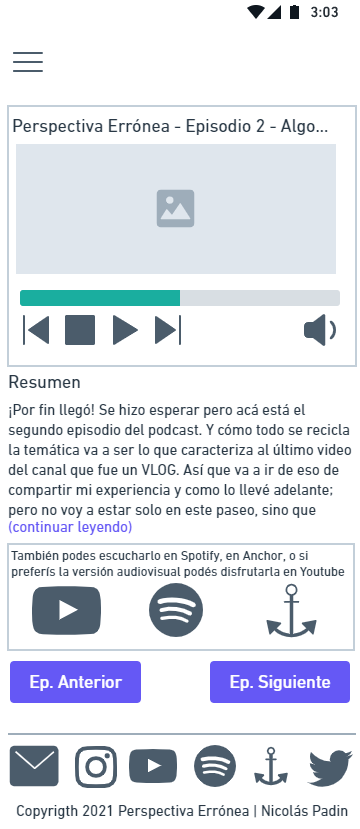 3:03
Perspectiva Errónea - Episodio 2 - Algo...
Resumen
¡Por fin llegó! Se hizo esperar pero acá está el
segundo episodio del podcast. Y cómo todo se recicla
la temática va a ser lo que caracteriza al último video
del canal que fue un VLOG. Así que va a ir de eso de
compartir mi experiencia y como lo llevé adelante;
pero no voy a estar solo en este paseo, sino que
(continuar leyendo)
También podes escucharlo en Spotify, en Anchor, o si
preferís la versión audiovisual podés disfrutarla en Youtube
Ep. Anterior
Ep. Siguiente
Copyrigth 2021 Perspectiva Errónea | Nicolás Padin